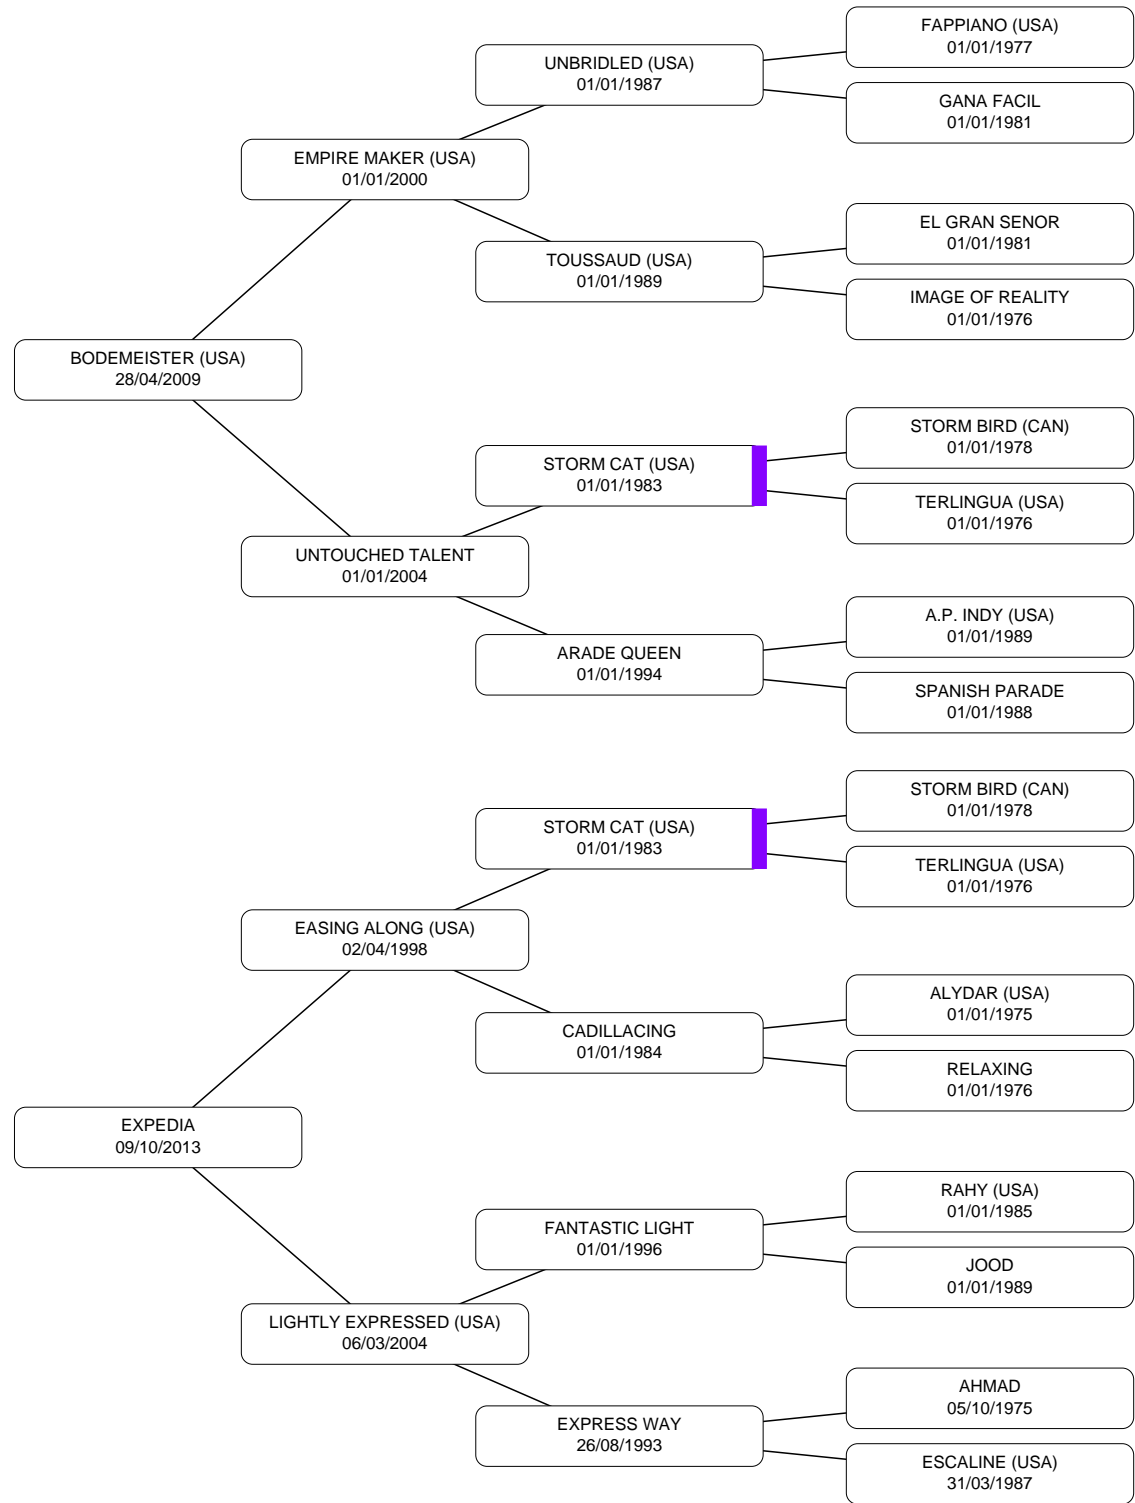 FAPPIANO (USA)
01/01/1977
UNBRIDLED (USA)
01/01/1987
GANA FACIL
01/01/1981
EMPIRE MAKER (USA)
01/01/2000
EL GRAN SENOR
01/01/1981
TOUSSAUD (USA)
01/01/1989
IMAGE OF REALITY
01/01/1976
BODEMEISTER (USA)
28/04/2009
STORM BIRD (CAN)
01/01/1978
STORM CAT (USA)
01/01/1983
TERLINGUA (USA)
01/01/1976
UNTOUCHED TALENT
01/01/2004
A.P. INDY (USA)
01/01/1989
ARADE QUEEN
01/01/1994
SPANISH PARADE
01/01/1988
STORM BIRD (CAN)
01/01/1978
STORM CAT (USA)
01/01/1983
TERLINGUA (USA)
01/01/1976
EASING ALONG (USA)
02/04/1998
ALYDAR (USA)
01/01/1975
CADILLACING
01/01/1984
RELAXING
01/01/1976
EXPEDIA
09/10/2013
RAHY (USA)
01/01/1985
FANTASTIC LIGHT
01/01/1996
JOOD
01/01/1989
LIGHTLY EXPRESSED (USA)
06/03/2004
AHMAD
05/10/1975
EXPRESS WAY
26/08/1993
ESCALINE (USA)
31/03/1987